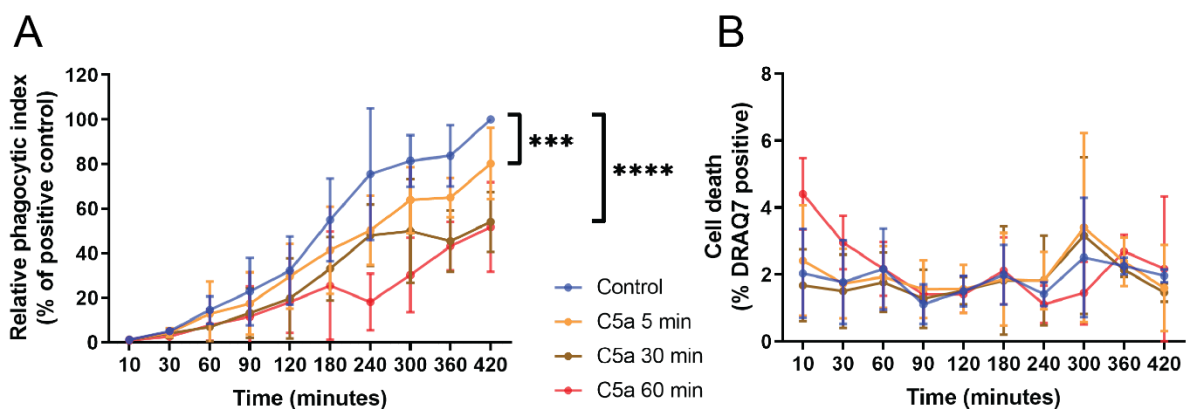 A
Relative phagocytic index
(% of positive control)
120
100
80
60
40
20
0
10 30 60 90 120 180 240 300 360 420
Time (minutes)
***
****
Control
C5a 5 min
C5a 30 min
C5a 60 min
B
Cell death
(% DRAQ7 positive)
8
6
4
2
0
10 30 60 90 120 180 240 300 360 420
Time (minutes)